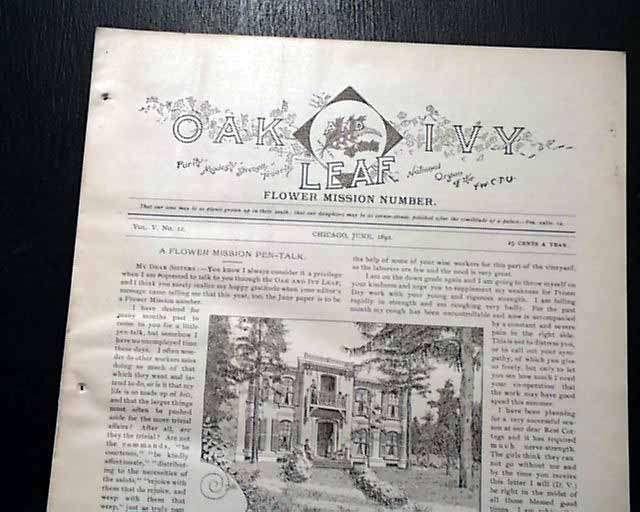 OAK AND IVY
LEAF
Purity
National
Organ of the Y.W.C.T.U.
FLOWER MISSION NUMBER.
That our sons may be as plants grown up in their youth; that our daughters may be as corner-stones, polished after the similitude of a palace.
VOL. V. NO. 12.
CHICAGO, JUNE, 1892.
25 CENTS A YEAR.
A FLOWER MISSION PEN-TALK.
MY DEAR SISTERS:—You know I always consider it a privilege
when I am requested to talk to you through the OAK AND IVY LEAF,
and I think you surely realize my happy gratitude when your silent
message came telling me that this year, too, the June paper is to be
a Flower Mission number.
I have desired for
many months past to
come to you for a little
pen-talk, but somehow I
have no unemployed time
these days. I often won-
der do other workers miss
doing as much of that
which they want and in-
tend to do, or is it that my
life is so made up of
and that the larger things
must often be pushed
aside for the more trivial
affairs? After all, are
they the trivial? Are not
the commands, "be
courteous," "be kindly
affectionate," "distribut-
ing to the necessities of
the saints," "rejoice with
them that do rejoice, and
weep with them that
weep," just as truly part
the help of some of your wise workers for this part of the vineyard,
as the laborers are few and the need is very great.
I am on the down grade again and I am going to throw myself on
your kindness and urge you to supplement my weakness for Prison
Day work with your young and vigorous strength. I am failing
rapidly in strength and am coughing very badly. For the past
month my cough has been uncontrollable and now is accompanied
by a constant and severe
pain in the right side.
This is not to distress you,
or to call out your sym-
pathy, of which you give
us freely, but only to let
you see how much I need
your co-operation that
the work may have good
speed this summer.
I have been planning
for a very successful sea-
son at our dear Rest Cot-
tage and it has required
much nerve-strength.
The girls think they can
not go without me and
by the time you receive
this letter I will (D. V.)
be right in the midst of
all those blessed good
times.